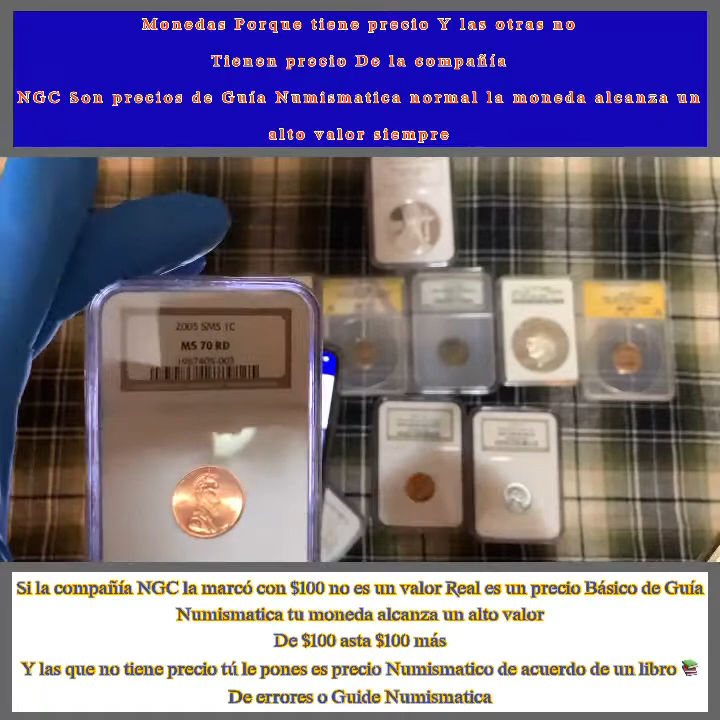 Monedas Porque tiene precio Y las otras no
Tienen precio De la compañía
NGC Son precios de Guía Numismatica normal la moneda alcanza un
alto valor siempre
2005 SMS 1C
MS 70 RD
Si la compañía NGC la marcó con $100 no es un valor Real es un precio Básico de Guía
Numismatica tu moneda alcanza un alto valor
De $100 asta $100 más
Y las que no tiene precio tú le pones es precio Numismatico de acuerdo de un libro 📚
De errores o Guide Numismatica